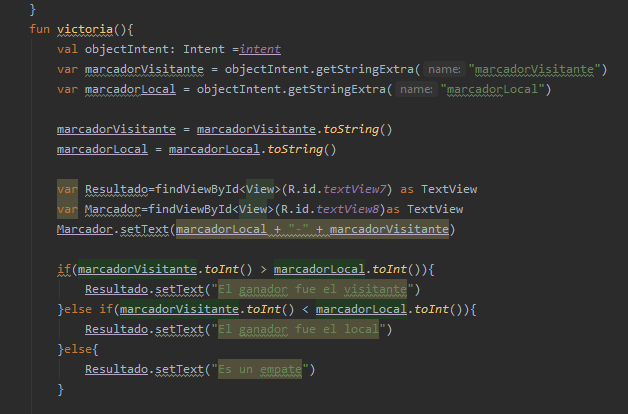 }
fun victoria(){
val objectIntent: Intent =intent
var marcadorVisitante = objectIntent.getStringExtra( name: "marcadorVisitante")
var marcadorLocal = objectIntent.getStringExtra( name: "marcadorLocal")
marcadorVisitante = marcadorVisitante.toString()
marcadorLocal = marcadorLocal.toString()
var Resultado=findViewById<View>(R.id.textView7) as TextView
var Marcador=findViewById<View>(R.id.textView8)as TextView
Marcador.setText(marcadorLocal + "-" + marcadorVisitante)
if(marcadorVisitante.toInt() > marcadorLocal.toInt()){
Resultado.setText("El ganador fue el visitante")
}else if(marcadorVisitante.toInt() < marcadorLocal.toInt()){
Resultado.setText("El ganador fue el local")
}else{
Resultado.setText("Es un empate")
}